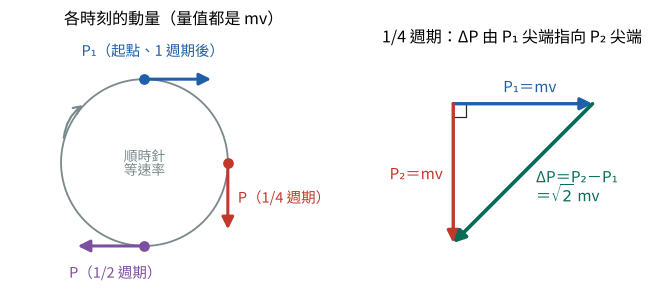 各時刻的動量（量值都是 mv）
P₁（起點、1 週期後）
順時針
等速率
P（1/4 週期）
P（1/2 週期）
1/4 週期：ΔP 由 P₁ 尖端指向 P₂ 尖端
P₁＝mv
P₂＝mv
ΔP＝P₂－P₁
＝√2 mv